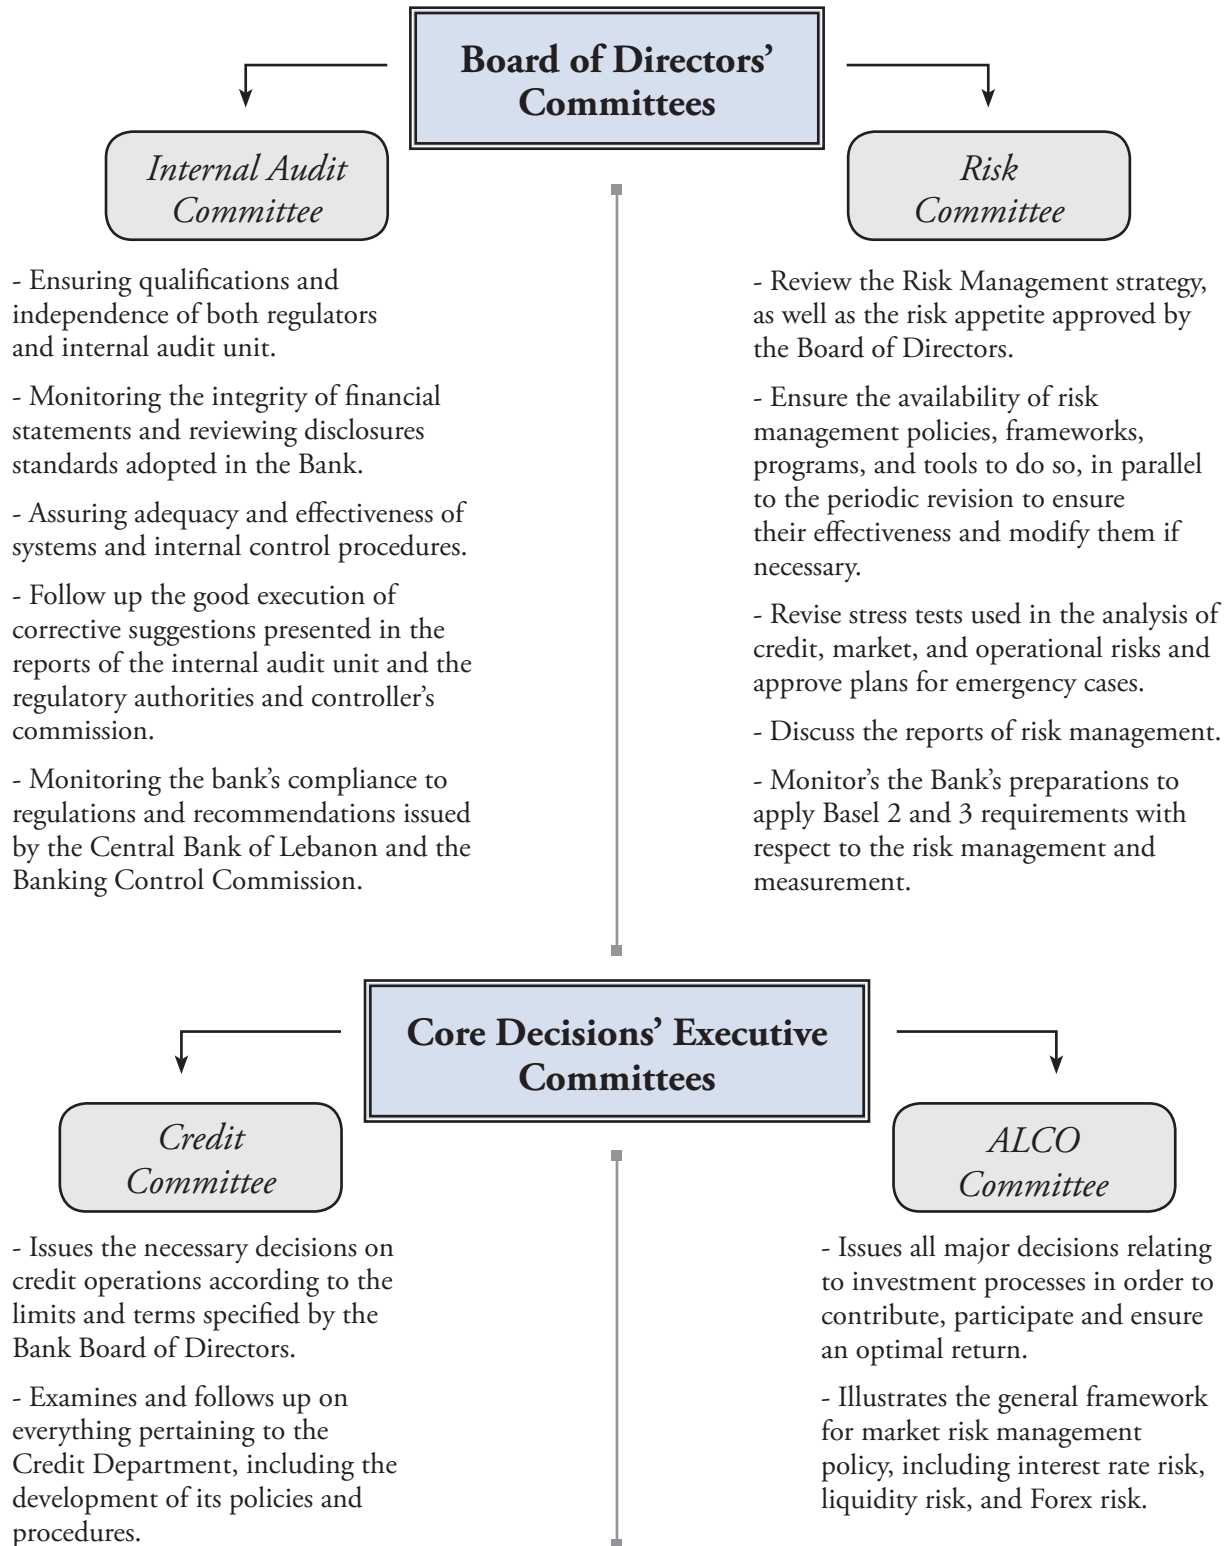 Board of Directors’
Committees
Internal Audit
Committee
- Ensuring qualifications and
independence of both regulators
and internal audit unit.
- Monitoring the integrity of financial
statements and reviewing disclosures
standards adopted in the Bank.
- Assuring adequacy and effectiveness of
systems and internal control procedures.
- Follow up the good execution of
corrective suggestions presented in the
reports of the internal audit unit and the
regulatory authorities and controller’s
commission.
- Monitoring the bank’s compliance to
regulations and recommendations issued
by the Central Bank of Lebanon and the
Banking Control Commission.
Risk
Committee
- Review the Risk Management strategy,
as well as the risk appetite approved by
the Board of Directors.
- Ensure the availability of risk
management policies, frameworks,
programs, and tools to do so, in parallel
to the periodic revision to ensure
their effectiveness and modify them if
necessary.
- Revise stress tests used in the analysis of
credit, market, and operational risks and
approve plans for emergency cases.
- Discuss the reports of risk management.
- Monitor’s the Bank’s preparations to
apply Basel 2 and 3 requirements with
respect to the risk management and
measurement.
Core Decisions’ Executive
Committees
Credit
Committee
- Issues the necessary decisions on
credit operations according to the
limits and terms specified by the
Bank Board of Directors.
- Examines and follows up on
everything pertaining to the
Credit Department, including the
development of its policies and
procedures.
ALCO
Committee
- Issues all major decisions relating
to investment processes in order to
contribute, participate and ensure
an optimal return.
- Illustrates the general framework
for market risk management
policy, including interest rate risk,
liquidity risk, and Forex risk.